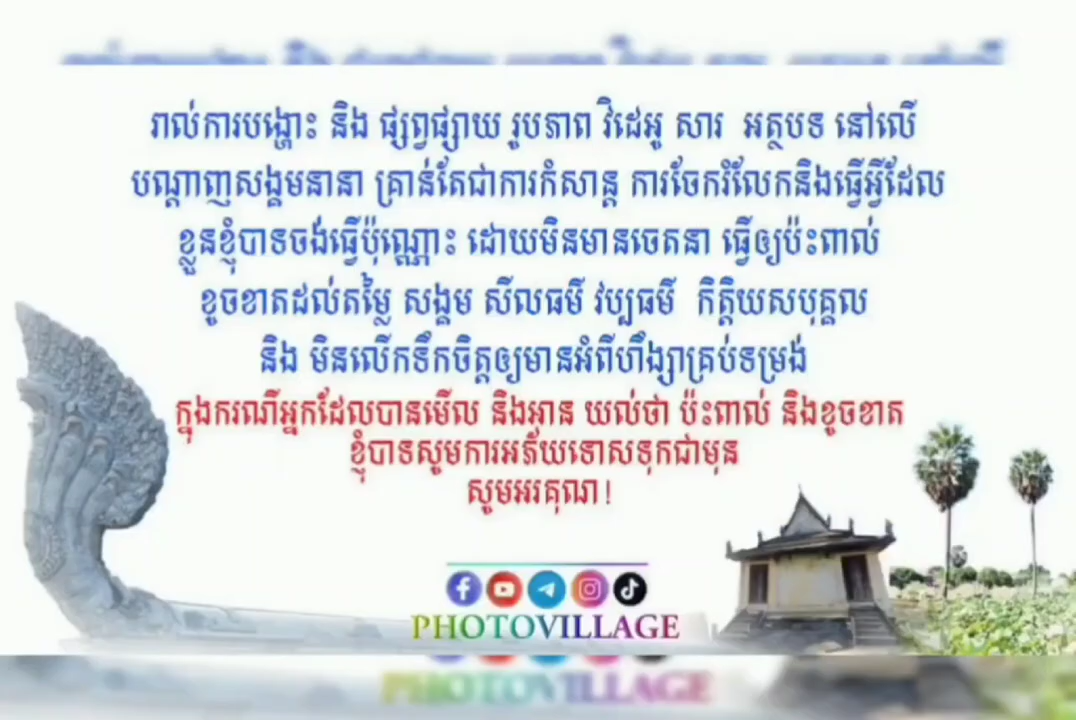 រាល់ការបង្ហោះ និង ផ្សព្វផ្សាយ រូបភាព វិដេអូ សារ អត្ថបទ នៅលើ
បណ្ដាញសង្គមនានា គ្រាន់តែជាការកំសាន្ត ការចែករំលែកនិងធ្វើអ្វីដែល
ខ្លួនខ្ញុំបាទចង់ធ្វើប៉ុណ្ណោះ ដោយមិនមានចេតនា ធ្វើឲ្យប៉ះពាល់
ខូចខាតដល់តម្លៃ សង្គម សីលធម៌ វប្បធម៌ កិត្តិយសបុគ្គល
និង មិនលើកទឹកចិត្តឲ្យមានអំពីហឹង្សាគ្រប់ទម្រង់
ក្នុងករណីអ្នកដែលបានមើល និងអាន យល់ថា ប៉ះពាល់ និងខូចខាត
ខ្ញុំបាទសូមការអភ័យទោសទុកជាមុន
សូមអរគុណ!
PHOTOVILLAGE
PHOTOVILLAGE